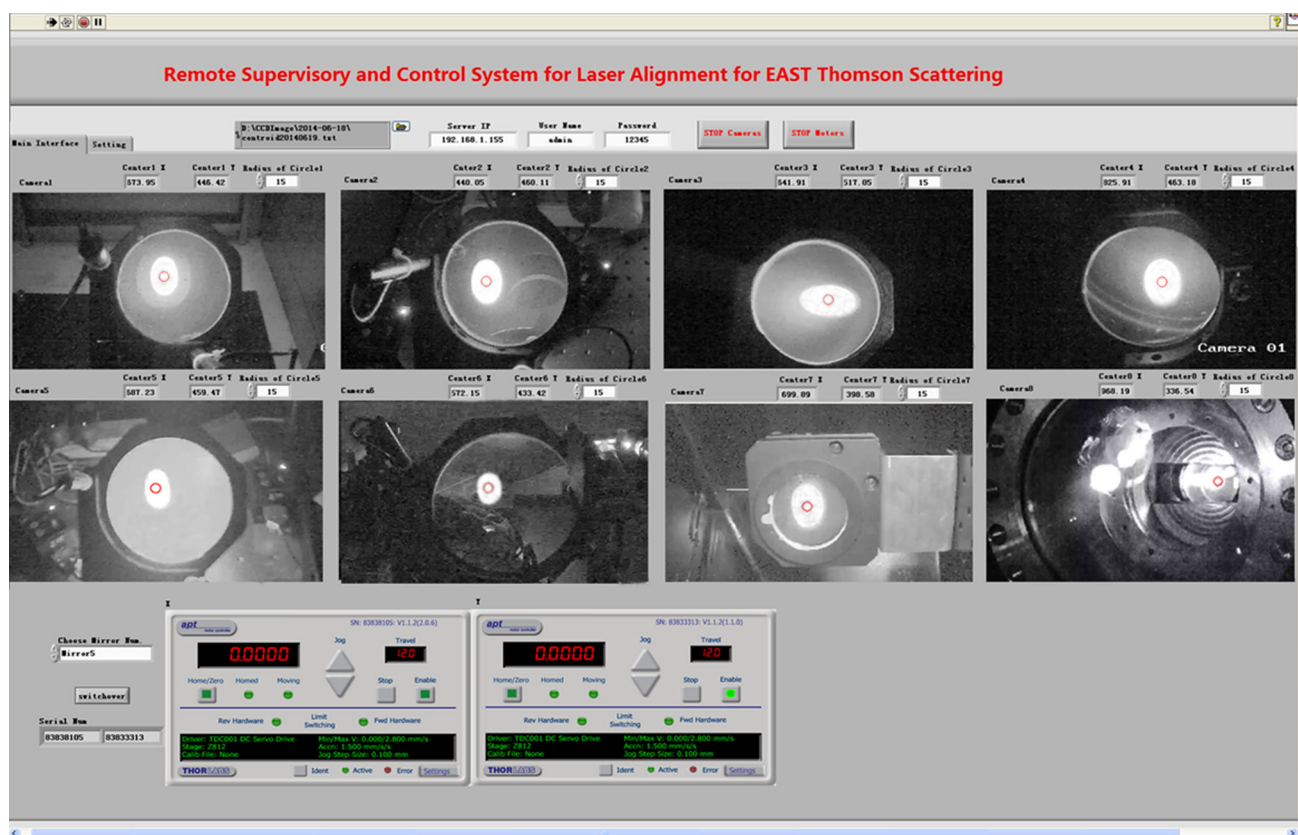 Remote Supervisory and Control System for Laser Alignment for EAST Thomson Scattering
Main Interface Setting
D:\CCDImage\2014-06-18\
centroid20140619.txt
Server IP User Name Password
192.168.1.155 admin 12345
STOP Cameras STOP Motors
Camera1 Center1 X Center1 Y Radius of Circle1
573.95 446.42 15
Camera2 Cnter2 X Center2 Y Radius of Circle2
440.05 460.11 15
Camera3 Center3 X Center3 Y Radius of Circle3
541.91 517.05 15
Camera4 Center4 X Center4 Y Radius of Circle4
825.91 463.18 15
Camera 01
Camera5 Center5 X Center5 Y Radius of Circle5
587.23 459.47 15
Camera6 Center6 X Center6 Y Radius of Circle6
572.15 433.42 15
Camera7 Center7 X Center7 Y Radius of Circle7
699.89 398.58 15
Camera8 Center8 X Center8 Y Radius of Circle8
968.19 336.54 15
Choose Mirror Num.
Mirror5
switchover
Serial Num
83838105 83833313
X
apt
SN: 83838105: V1.1.2(2.0.6)
0.0000
Jog Travel
12.0
Home/Zero Homed Moving Stop Enable
Rev Hardware Limit Switching Fwd Hardware
Driver: TDC001 DC Servo Drive Min/Max V: 0.000/2.800 mm/s
Stage: Z812 Accn: 1.500 mm/s/s
Calib File: None Jog Step Size: 0.100 mm
THORLABS Ident Active Error Settings
Y
apt
SN: 83833313: V1.1.2(1.1.0)
0.0000
Jog Travel
12.0
Home/Zero Homed Moving Stop Enable
Rev Hardware Limit Switching Fwd Hardware
Driver: TDC001 DC Servo Drive Min/Max V: 0.000/2.800 mm/s
Stage: Z812 Accn: 1.500 mm/s/s
Calib File: None Jog Step Size: 0.100 mm
THORLABS Ident Active Error Settings